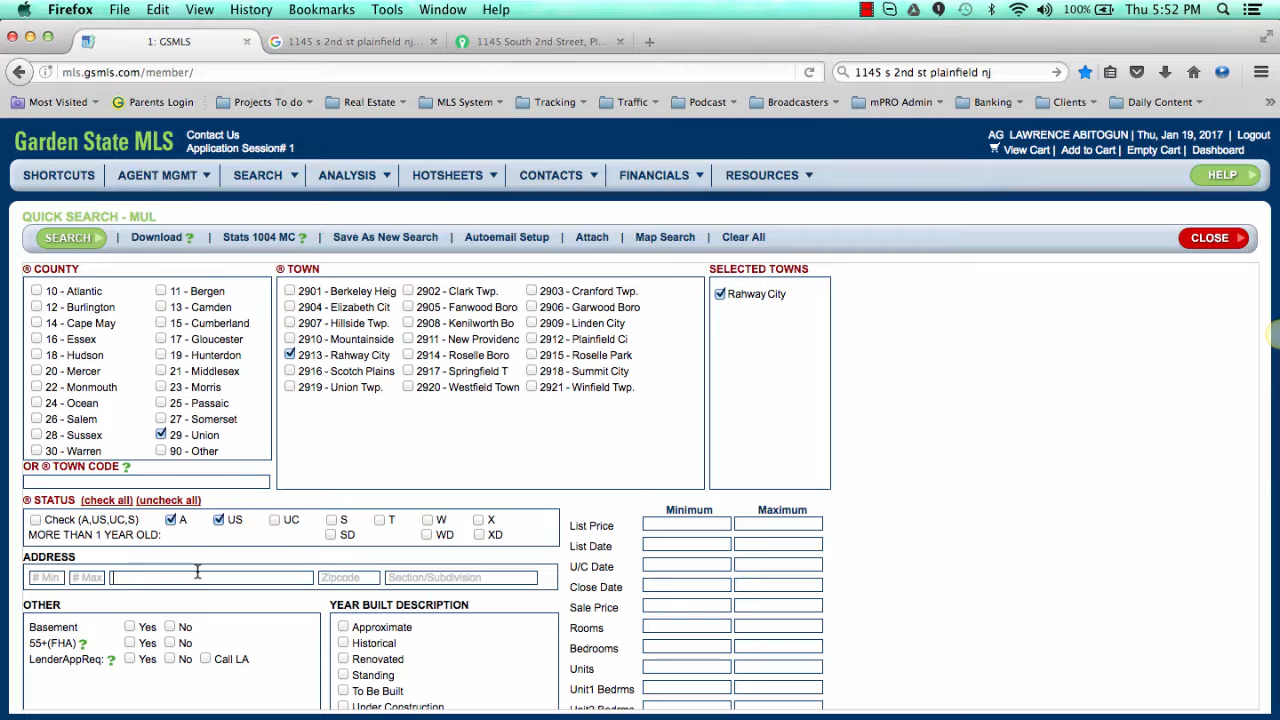 Firefox File Edit View History Bookmarks Tools Window Help 100% Thu 5:52 PM
1: GSMLS 1145 s 2nd st plainfield nj... 1145 South 2nd Street, Pl...
mls.gsmls.com/member/ 1145 s 2nd st plainfield nj
Most Visited Parents Login Projects To do Real Estate MLS System Tracking Traffic Podcast Broadcasters mPRO Admin Banking Clients Daily Content
Garden State MLS
Contact Us
Application Session# 1
AG LAWRENCE ABITOGUN | Thu, Jan 19, 2017 | Logout
View Cart | Add to Cart | Empty Cart | Dashboard
SHORTCUTS AGENT MGMT SEARCH ANALYSIS HOTSHEETS CONTACTS FINANCIALS RESOURCES HELP
QUICK SEARCH - MUL
SEARCH | Download ? | Stats 1004 MC ? | Save As New Search | Autoemail Setup | Attach | Map Search | Clear All CLOSE
® COUNTY ® TOWN SELECTED TOWNS
10 - Atlantic 11 - Bergen 2901 - Berkeley Heig 2902 - Clark Twp. 2903 - Cranford Twp. Rahway City
12 - Burlington 13 - Camden 2904 - Elizabeth Cit 2905 - Fanwood Boro 2906 - Garwood Boro
14 - Cape May 15 - Cumberland 2907 - Hillside Twp. 2908 - Kenilworth Bo 2909 - Linden City
16 - Essex 17 - Gloucester 2910 - Mountainside 2911 - New Providenc 2912 - Plainfield Ci
18 - Hudson 19 - Hunterdon 2913 - Rahway City 2914 - Roselle Boro 2915 - Roselle Park
20 - Mercer 21 - Middlesex 2916 - Scotch Plains 2917 - Springfield T 2918 - Summit City
22 - Monmouth 23 - Morris 2919 - Union Twp. 2920 - Westfield Town 2921 - Winfield Twp.
24 - Ocean 25 - Passaic
26 - Salem 27 - Somerset
28 - Sussex 29 - Union
30 - Warren 90 - Other
OR ® TOWN CODE ?
® STATUS (check all) (uncheck all)
Check (A,US,UC,S) A US UC S T W X
MORE THAN 1 YEAR OLD: SD WD XD
ADDRESS
# Min # Max Zipcode Section/Subdivision
OTHER
Basement Yes No
55+(FHA) ? Yes No
LenderAppReq: ? Yes No Call LA
YEAR BUILT DESCRIPTION
Approximate
Historical
Renovated
Standing
To Be Built
Under Construction
Minimum Maximum
List Price
List Date
U/C Date
Close Date
Sale Price
Rooms
Bedrooms
Units
Unit1 Bedrms
Unit2 Bedrms